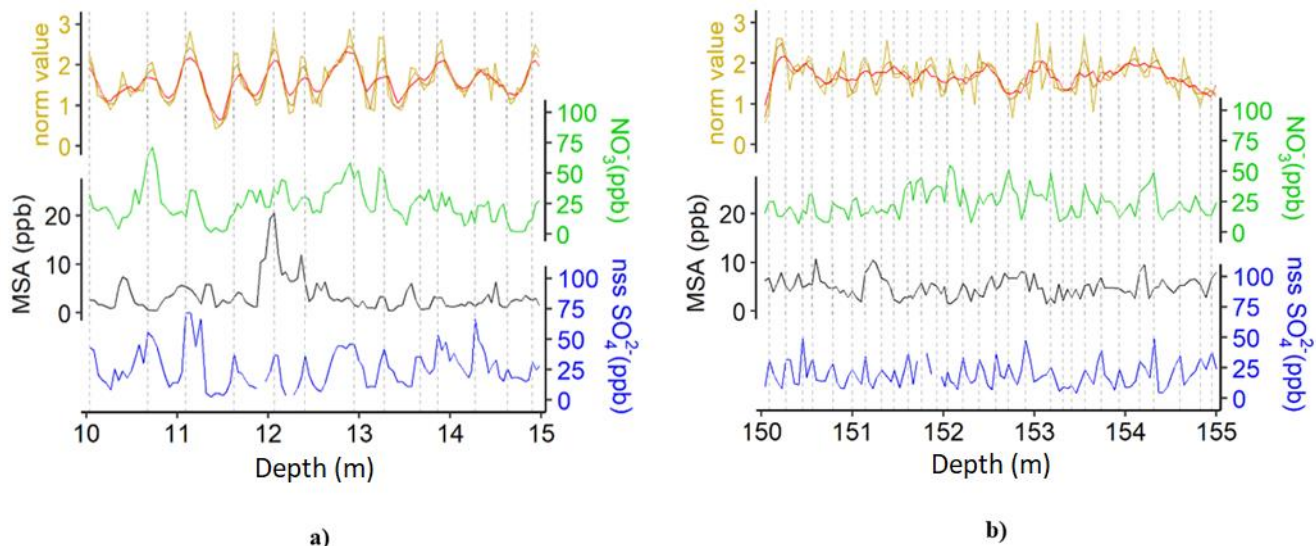 norm value
3
2
1
0
100
75
50
25
0
NO₃⁻(ppb)
MSA (ppb)
20
10
0
100
75
50
25
0
nss SO₄²⁻(ppb)
10 11 12 13 14 15
Depth (m)
a)
norm value
3
2
1
0
100
75
50
25
0
NO₃⁻(ppb)
MSA (ppb)
20
10
0
100
75
50
25
0
nss SO₄²⁻(ppb)
150 151 152 153 154 155
Depth (m)
b)